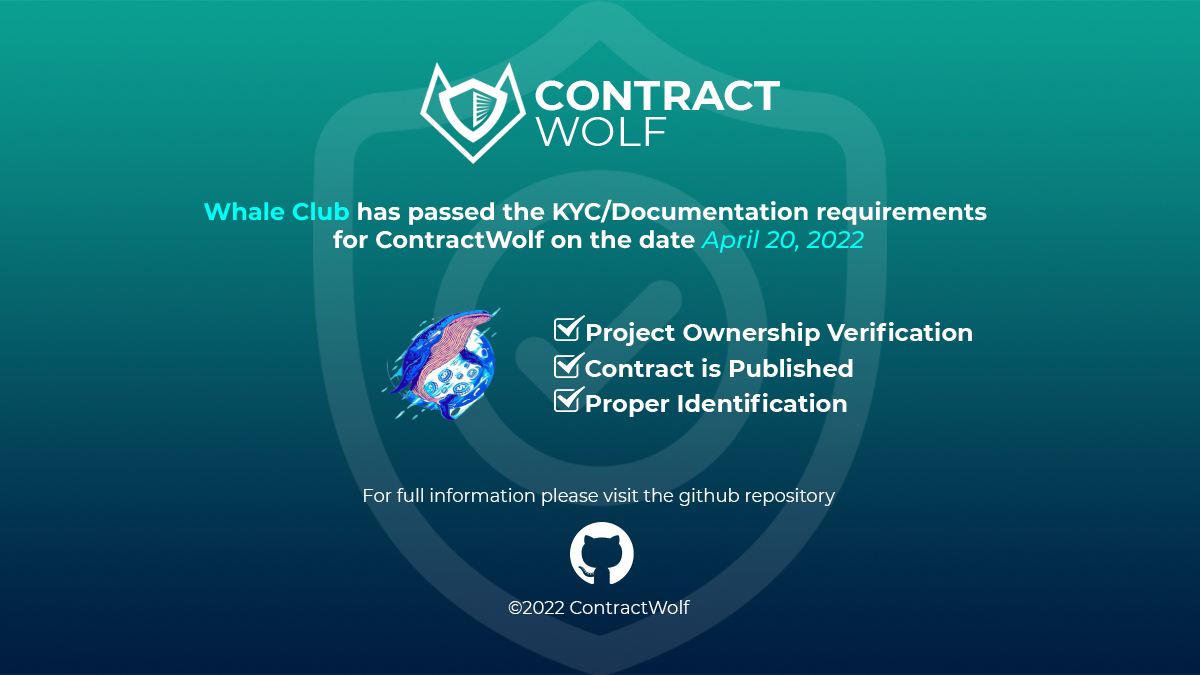 CONTRACT
WOLF
Whale Club has passed the KYC/Documentation requirements
for ContractWolf on the date April 20, 2022
Project Ownership Verification
Contract is Published
Proper Identification
For full information please visit the github repository
©2022 ContractWolf